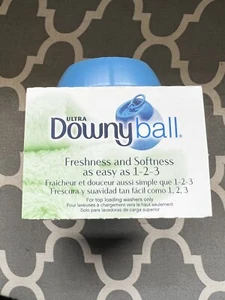 ULTRA
Downy ball.
Freshness and Softness
as easy as 1-2-3
Fraîcheur et douceur aussi simple que 1-2-3
Frescura y suavidad tan fácil como 1, 2, 3
For top loading washers only
Pour laveuses à chargement vers le haut seulement
Solo para lavadoras de carga superior